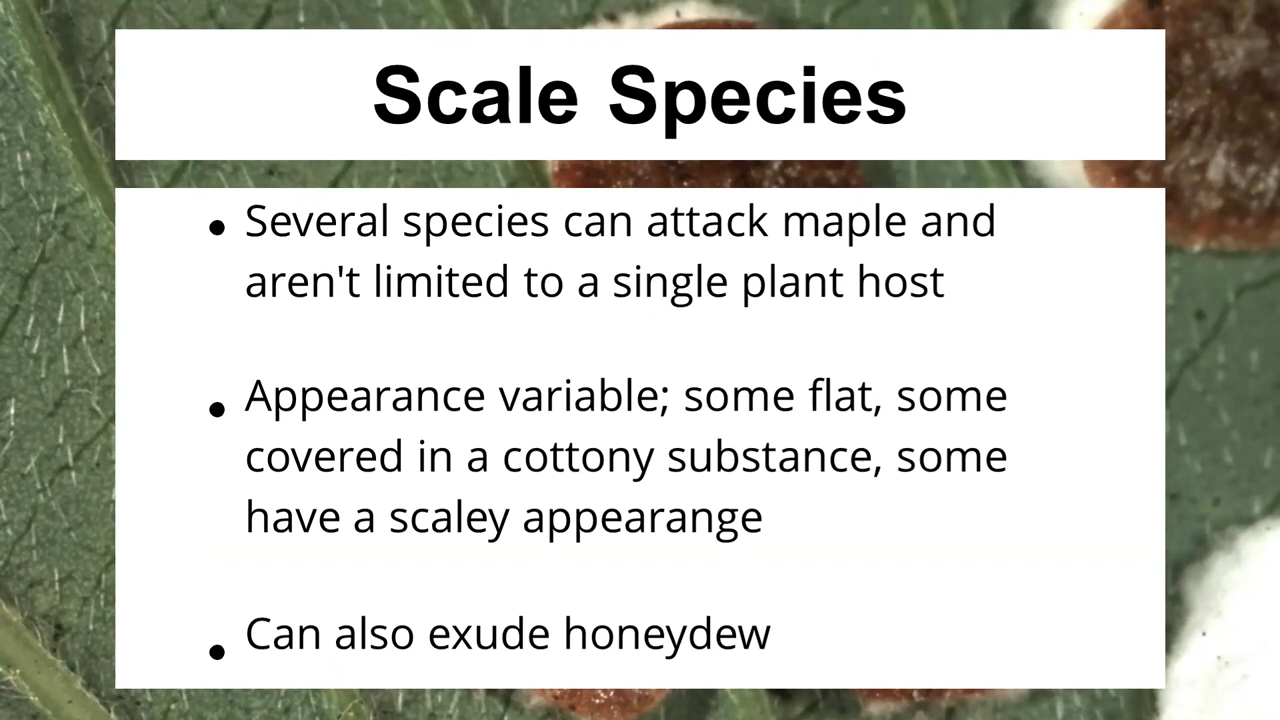 Scale Species
• Several species can attack maple and
aren't limited to a single plant host
• Appearance variable; some flat, some
covered in a cottony substance, some
have a scaley appearange
• Can also exude honeydew